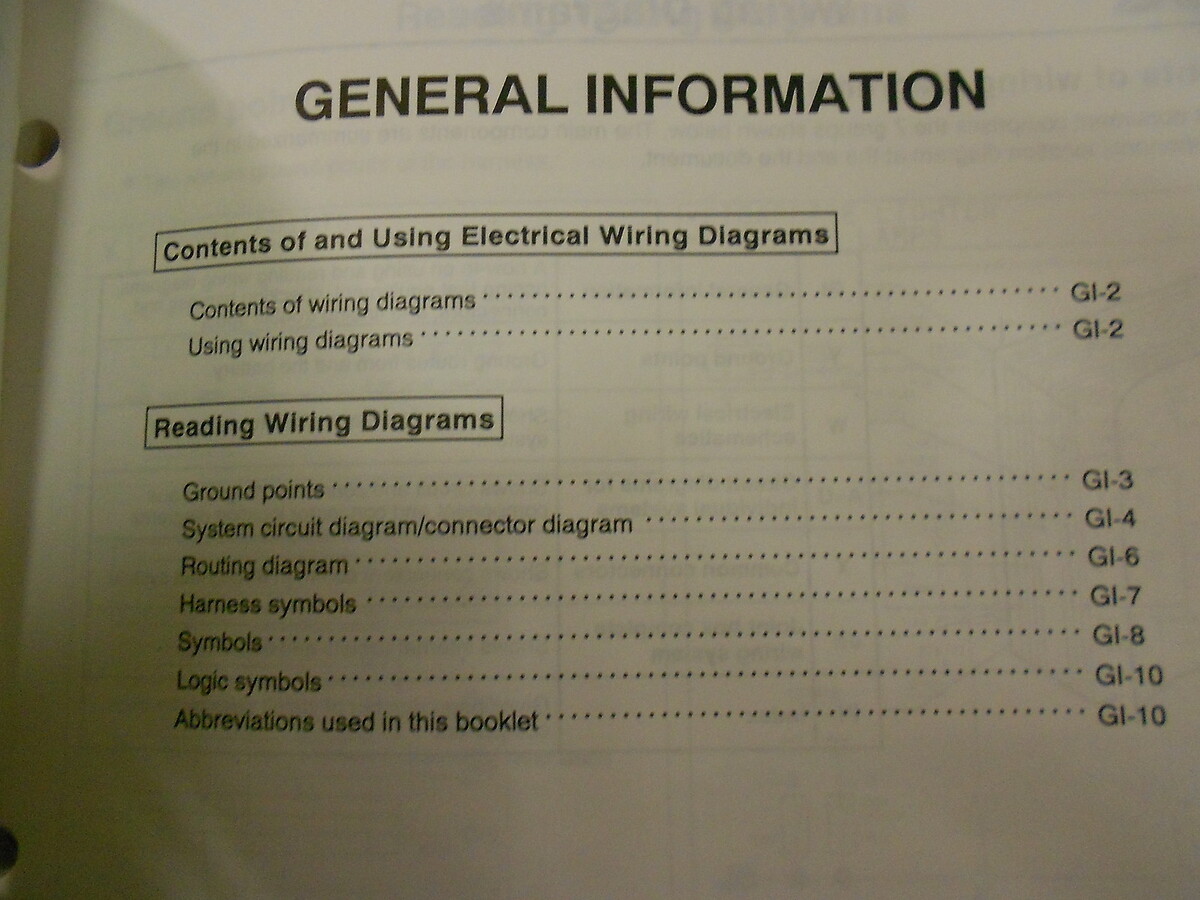 GENERAL INFORMATION
Contents of and Using Electrical Wiring Diagrams
Contents of wiring diagrams ········ GI-2
Using wiring diagrams ········ GI-2
Reading Wiring Diagrams
Ground points ········ GI-3
System circuit diagram/connector diagram ········ GI-4
Routing diagram ········ GI-6
Harness symbols ········ GI-7
Symbols ········ GI-8
Logic symbols ········ GI-10
Abbreviations used in this booklet ········ GI-10